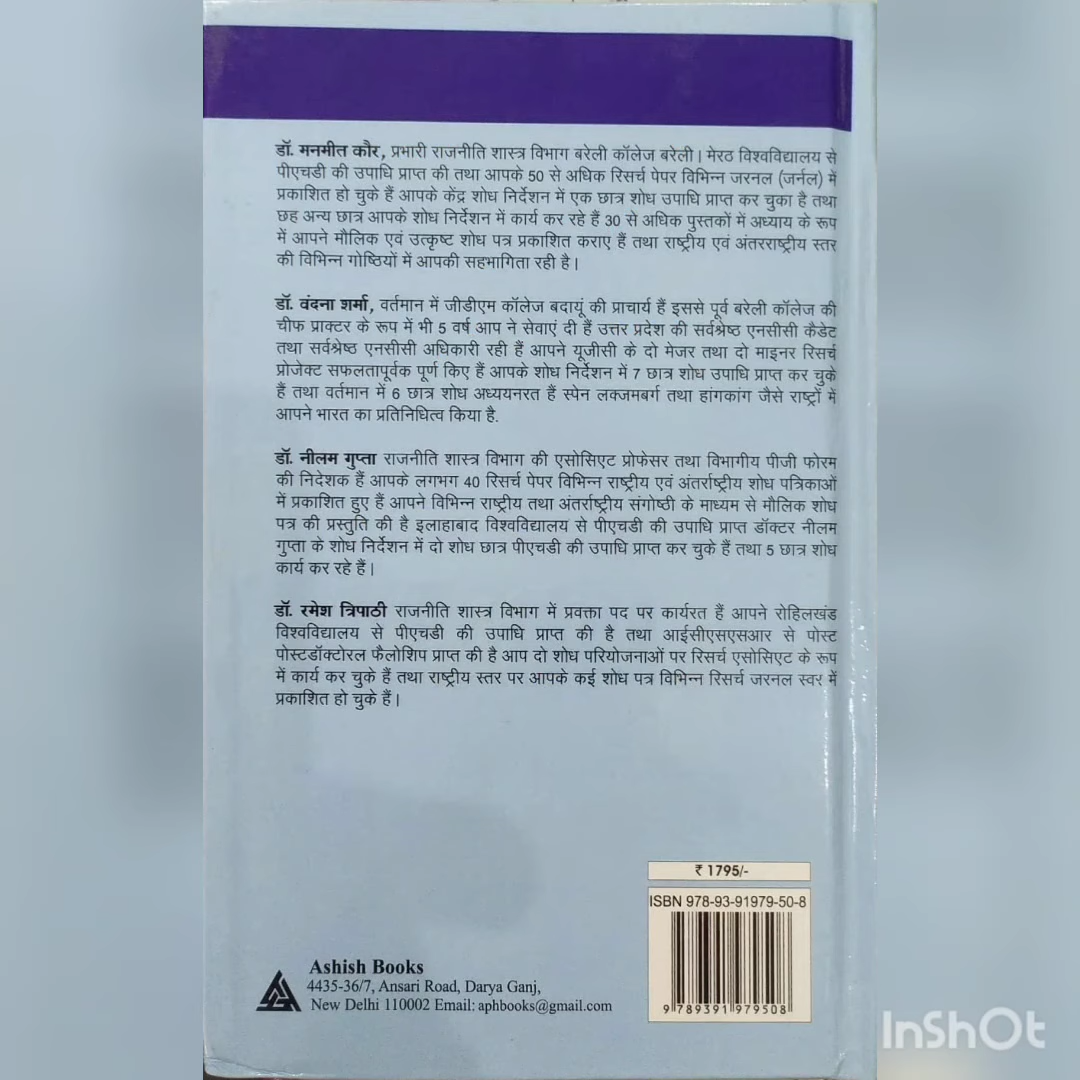 डॉ. मनमीत कौर, प्रभारी राजनीति शास्त्र विभाग बरेली कॉलेज बरेली। मेरठ विश्वविद्यालय से
पीएचडी की उपाधि प्राप्त की तथा आपके 50 से अधिक रिसर्च पेपर विभिन्न जरनल (जर्नल) में
प्रकाशित हो चुके हैं आपके केंद्र शोध निर्देशन में एक छात्र शोध उपाधि प्राप्त कर चुका है तथा
छह अन्य छात्र आपके शोध निर्देशन में कार्य कर रहे हैं 30 से अधिक पुस्तकों में अध्याय के रूप
में आपने मौलिक एवं उत्कृष्ट शोध पत्र प्रकाशित कराए हैं तथा राष्ट्रीय एवं अंतरराष्ट्रीय स्तर
की विभिन्न गोष्ठियों में आपकी सहभागिता रही है।
डॉ. वंदना शर्मा, वर्तमान में जीडीएम कॉलेज बदायूं की प्राचार्य हैं इससे पूर्व बरेली कॉलेज की
चीफ प्राक्टर के रूप में भी 5 वर्ष आप ने सेवाएं दी हैं उत्तर प्रदेश की सर्वश्रेष्ठ एनसीसी कैडेट
तथा सर्वश्रेष्ठ एनसीसी अधिकारी रही हैं आपने यूजीसी के दो मेजर तथा दो माइनर रिसर्च
प्रोजेक्ट सफलतापूर्वक पूर्ण किए हैं आपके शोध निर्देशन में 7 छात्र शोध उपाधि प्राप्त कर चुके
हैं तथा वर्तमान में 6 छात्र शोध अध्ययनरत हैं स्पेन लक्जमबर्ग तथा हांगकांग जैसे राष्ट्रों में
आपने भारत का प्रतिनिधित्व किया है.
डॉ. नीलम गुप्ता राजनीति शास्त्र विभाग की एसोसिएट प्रोफेसर तथा विभागीय पीजी फोरम
की निदेशक हैं आपके लगभग 40 रिसर्च पेपर विभिन्न राष्ट्रीय एवं अंतर्राष्ट्रीय शोध पत्रिकाओं
में प्रकाशित हुए हैं आपने विभिन्न राष्ट्रीय तथा अंतर्राष्ट्रीय संगोष्ठी के माध्यम से मौलिक शोध
पत्र की प्रस्तुति की है इलाहाबाद विश्वविद्यालय से पीएचडी की उपाधि प्राप्त डॉक्टर नीलम
गुप्ता के शोध निर्देशन में दो शोध छात्र पीएचडी की उपाधि प्राप्त कर चुके हैं तथा 5 छात्र शोध
कार्य कर रहे हैं।
डॉ. रमेश त्रिपाठी राजनीति शास्त्र विभाग में प्रवक्ता पद पर कार्यरत हैं आपने रोहिलखंड
विश्वविद्यालय से पीएचडी की उपाधि प्राप्त की है तथा आईसीएसएसआर से पोस्ट
पोस्टडॉक्टोरल फैलोशिप प्राप्त की है आप दो शोध परियोजनाओं पर रिसर्च एसोसिएट के रूप
में कार्य कर चुके हैं तथा राष्ट्रीय स्तर पर आपके कई शोध पत्र विभिन्न रिसर्च जरनल स्वर में
प्रकाशित हो चुके हैं।
₹ 1795/-
ISBN 978-93-91979-50-8
9 789391 979508
Ashish Books
4435-36/7, Ansari Road, Darya Ganj,
New Delhi 110002 Email: aphbooks@gmail.com
InShOt